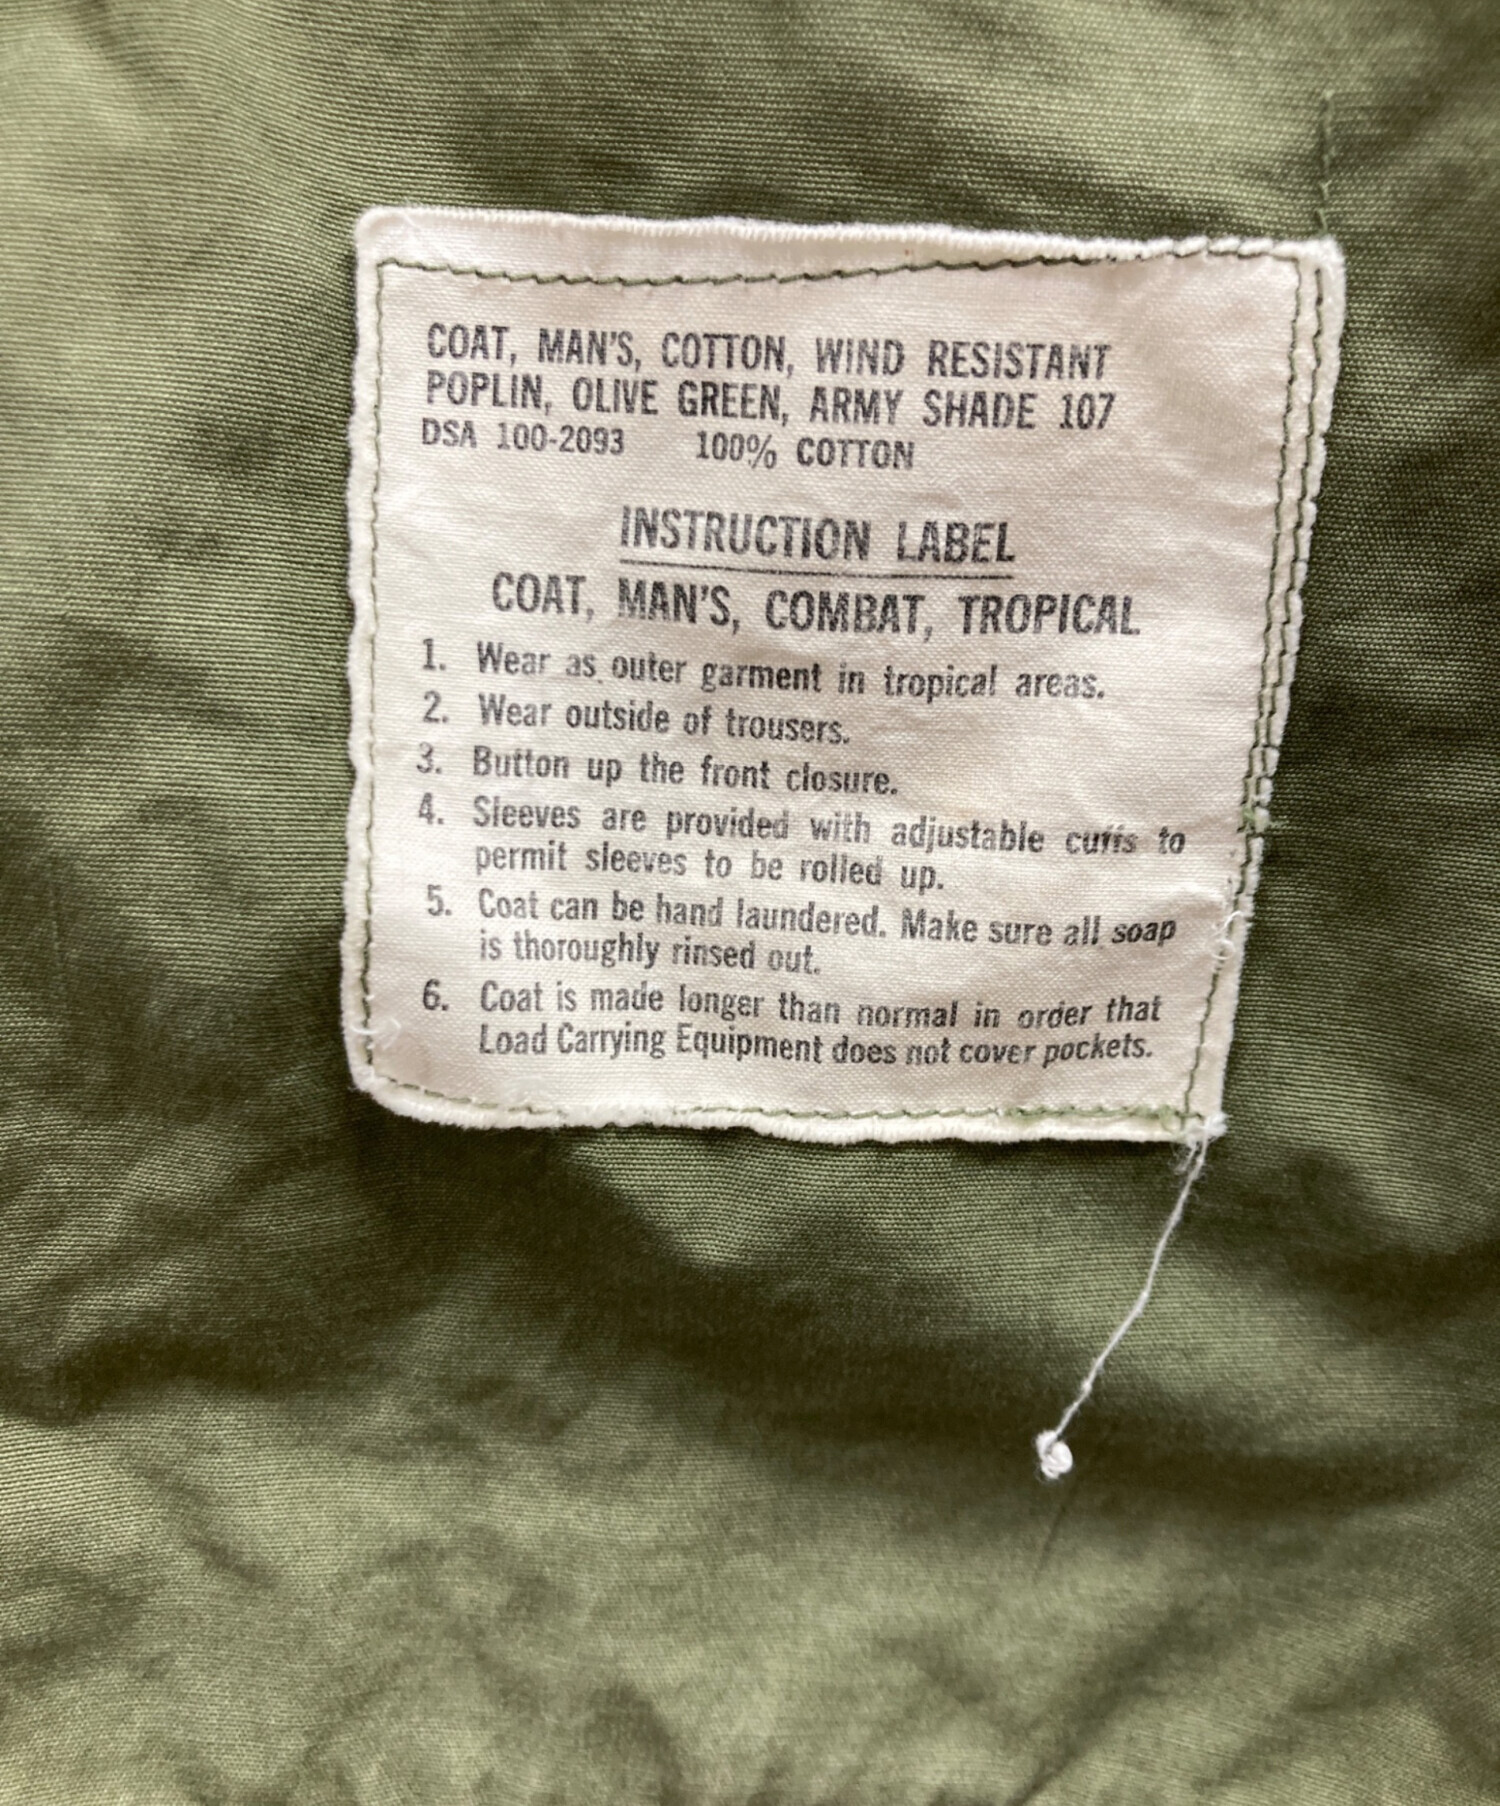 COAT, MAN'S, COTTON, WIND RESISTANT
POPLIN, OLIVE GREEN, ARMY SHADE 107
DSA 100-2093 100% COTTON
INSTRUCTION LABEL
COAT, MAN'S, COMBAT, TROPICAL
1. Wear as outer garment in tropical areas.
2. Wear outside of trousers.
3. Button up the front closure.
4. Sleeves are provided with adjustable cuffs to
permit sleeves to be rolled up.
5. Coat can be hand laundered. Make sure all soap
is thoroughly rinsed out.
6. Coat is made longer than normal in order that
Load Carrying Equipment does not cover pockets.